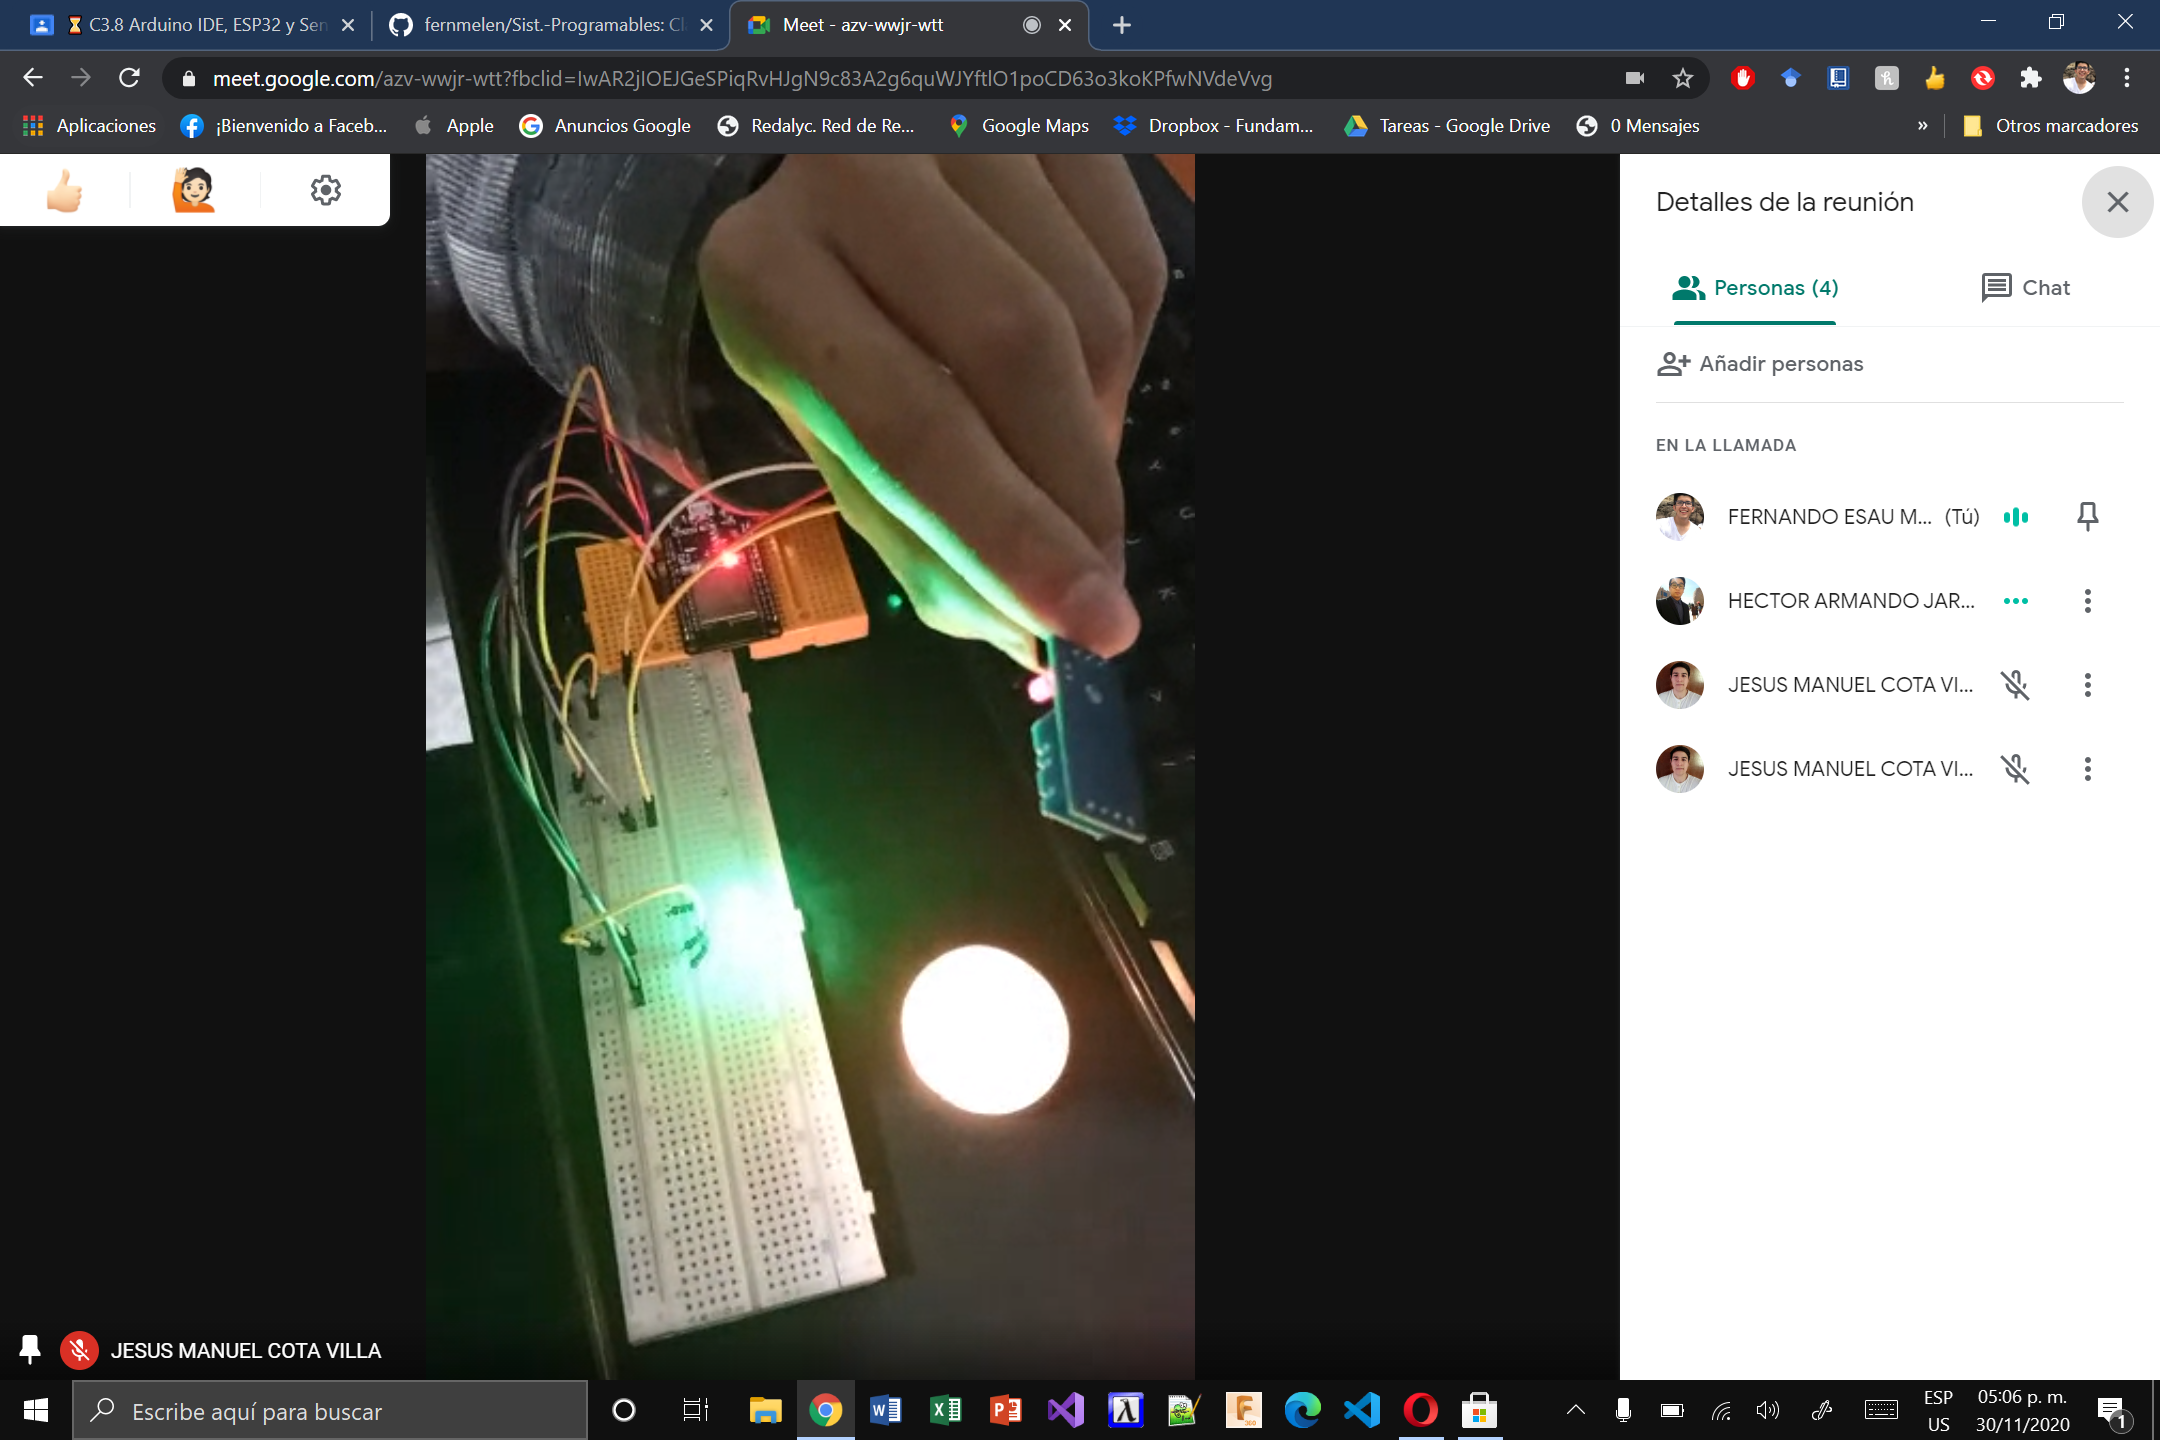 C3.8 Arduino IDE, ESP32 y Sen
fernmelen/Sist.-Programables: Cl
Meet - azv-wwjr-wtt
meet.google.com/azv-wwjr-wtt?fbclid=IwAR2jIOEJGeSPiqRvHJgN9c83A2g6quWJYftlO1poCD63o3koKPfwNVdeVvg
Aplicaciones
¡Bienvenido a Faceb...
Apple
Anuncios Google
Redalyc. Red de Re...
Google Maps
Dropbox - Fundam...
Tareas - Google Drive
0 Mensajes
»
Otros marcadores
Detalles de la reunión
Personas (4)
Chat
Añadir personas
EN LA LLAMADA
FERNANDO ESAU M... (Tú)
HECTOR ARMANDO JAR...
JESUS MANUEL COTA VI...
JESUS MANUEL COTA VI...
JESUS MANUEL COTA VILLA
Escribe aquí para buscar
ESP
US
05:06 p. m.
30/11/2020
1